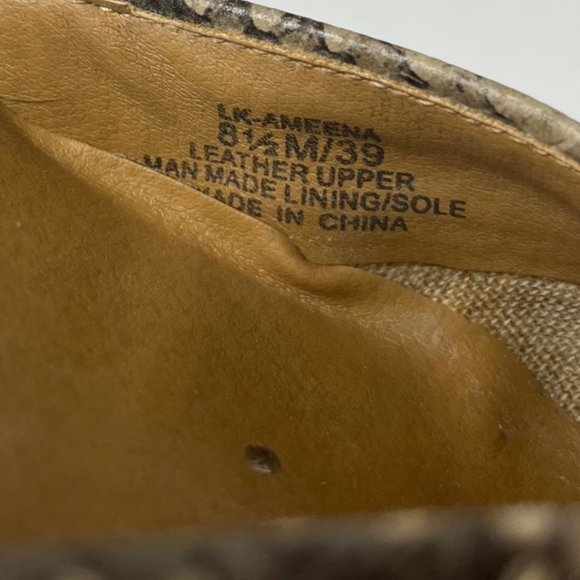 LK-AMEENA
8½M/39
LEATHER UPPER
MAN MADE LINING/SOLE
MADE IN CHINA